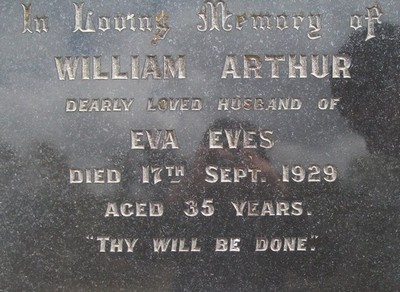 In Loving Memory of
WILLIAM ARTHUR
DEARLY LOVED HUSBAND OF
EVA EVES
DIED 17TH SEPT. 1929
AGED 35 YEARS.
"THY WILL BE DONE."